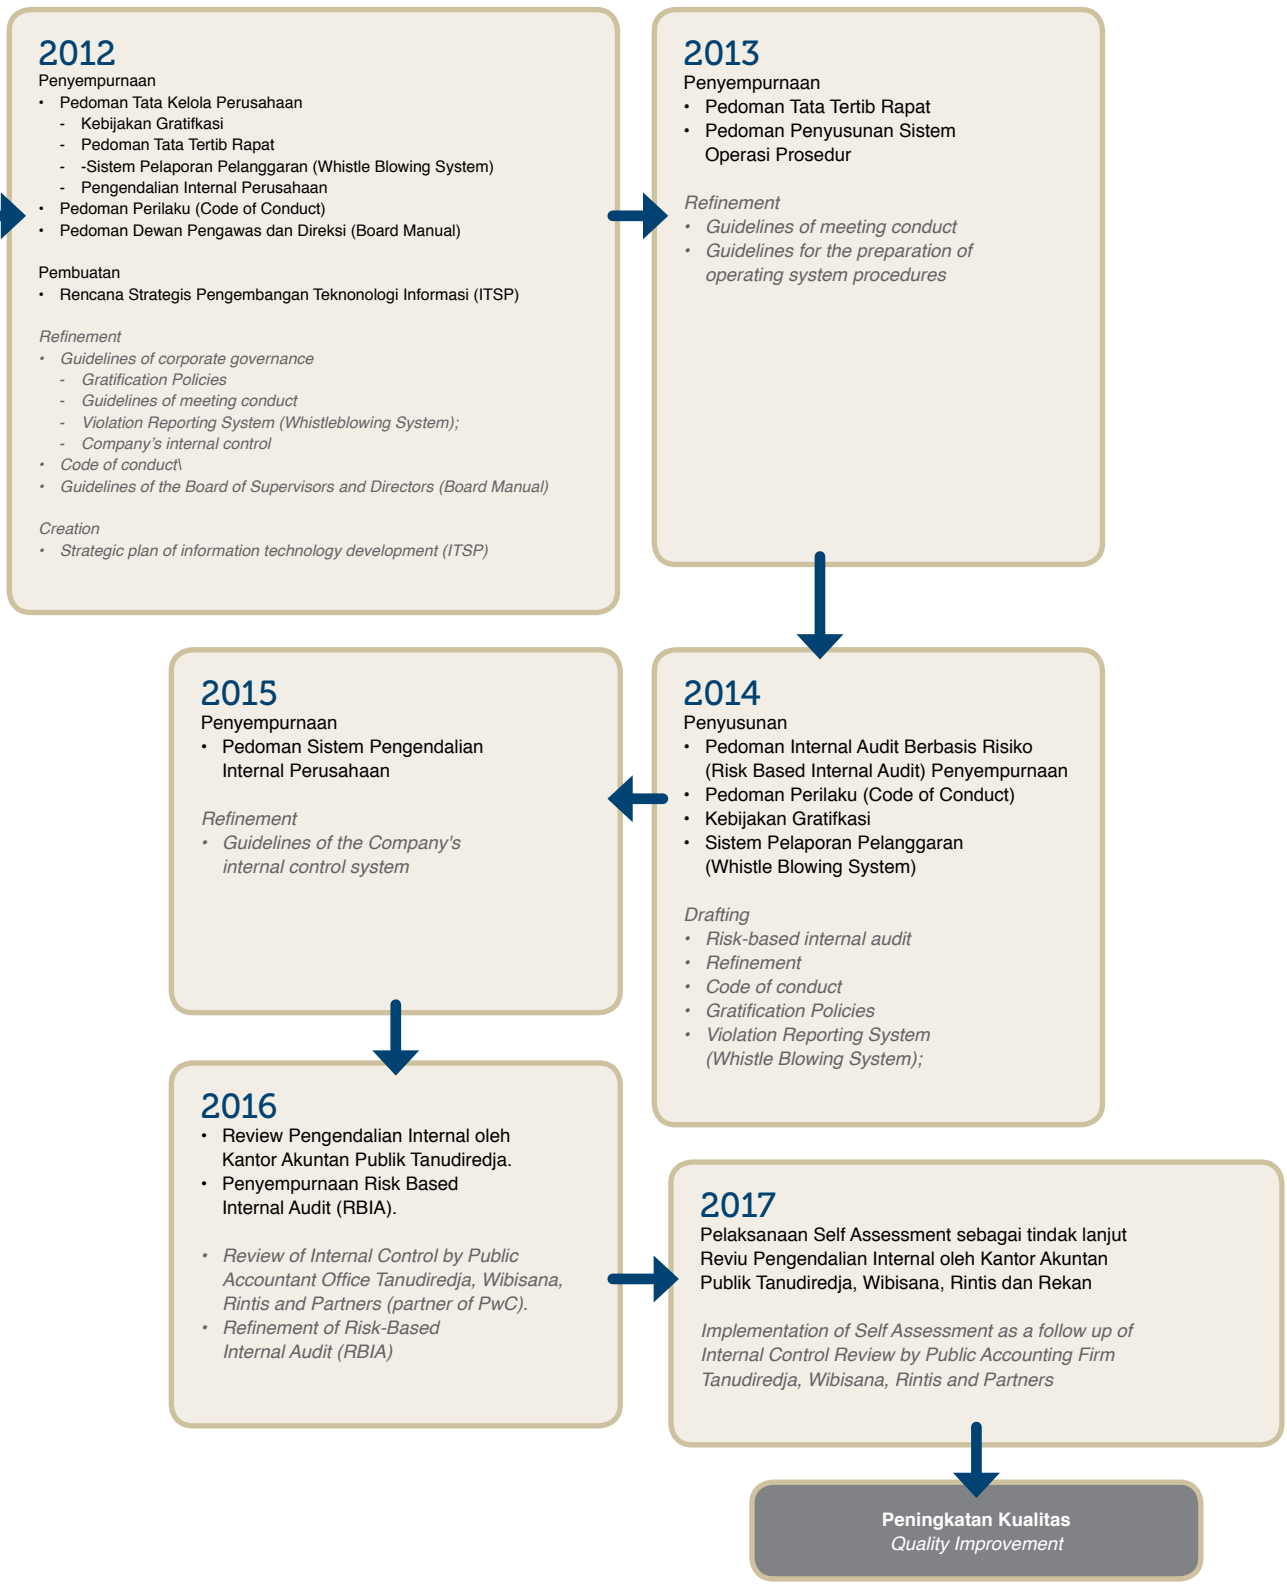 2012
Penyempurnaan
• Pedoman Tata Kelola Perusahaan
- Kebijakan Gratifkasi
- Pedoman Tata Tertib Rapat
- -Sistem Pelaporan Pelanggaran (Whistle Blowing System)
- Pengendalian Internal Perusahaan
• Pedoman Perilaku (Code of Conduct)
• Pedoman Dewan Pengawas dan Direksi (Board Manual)
Pembuatan
• Rencana Strategis Pengembangan Teknonologi Informasi (ITSP)
Refinement
• Guidelines of corporate governance
- Gratification Policies
- Guidelines of meeting conduct
- Violation Reporting System (Whistleblowing System);
- Company’s internal control
• Code of conduct\
• Guidelines of the Board of Supervisors and Directors (Board Manual)
Creation
• Strategic plan of information technology development (ITSP)
2013
Penyempurnaan
• Pedoman Tata Tertib Rapat
• Pedoman Penyusunan Sistem
Operasi Prosedur
Refinement
• Guidelines of meeting conduct
• Guidelines for the preparation of
operating system procedures
2014
Penyusunan
• Pedoman Internal Audit Berbasis Risiko
(Risk Based Internal Audit) Penyempurnaan
• Pedoman Perilaku (Code of Conduct)
• Kebijakan Gratifkasi
• Sistem Pelaporan Pelanggaran
(Whistle Blowing System)
Drafting
• Risk-based internal audit
• Refinement
• Code of conduct
• Gratification Policies
• Violation Reporting System
(Whistle Blowing System);
2015
Penyempurnaan
• Pedoman Sistem Pengendalian
Internal Perusahaan
Refinement
• Guidelines of the Company's
internal control system
2016
• Review Pengendalian Internal oleh
Kantor Akuntan Publik Tanudiredja.
• Penyempurnaan Risk Based
Internal Audit (RBIA).
• Review of Internal Control by Public
Accountant Office Tanudiredja, Wibisana,
Rintis and Partners (partner of PwC).
• Refinement of Risk-Based
Internal Audit (RBIA)
2017
Pelaksanaan Self Assessment sebagai tindak lanjut
Reviu Pengendalian Internal oleh Kantor Akuntan
Publik Tanudiredja, Wibisana, Rintis dan Rekan
Implementation of Self Assessment as a follow up of
Internal Control Review by Public Accounting Firm
Tanudiredja, Wibisana, Rintis and Partners
Peningkatan Kualitas
Quality Improvement